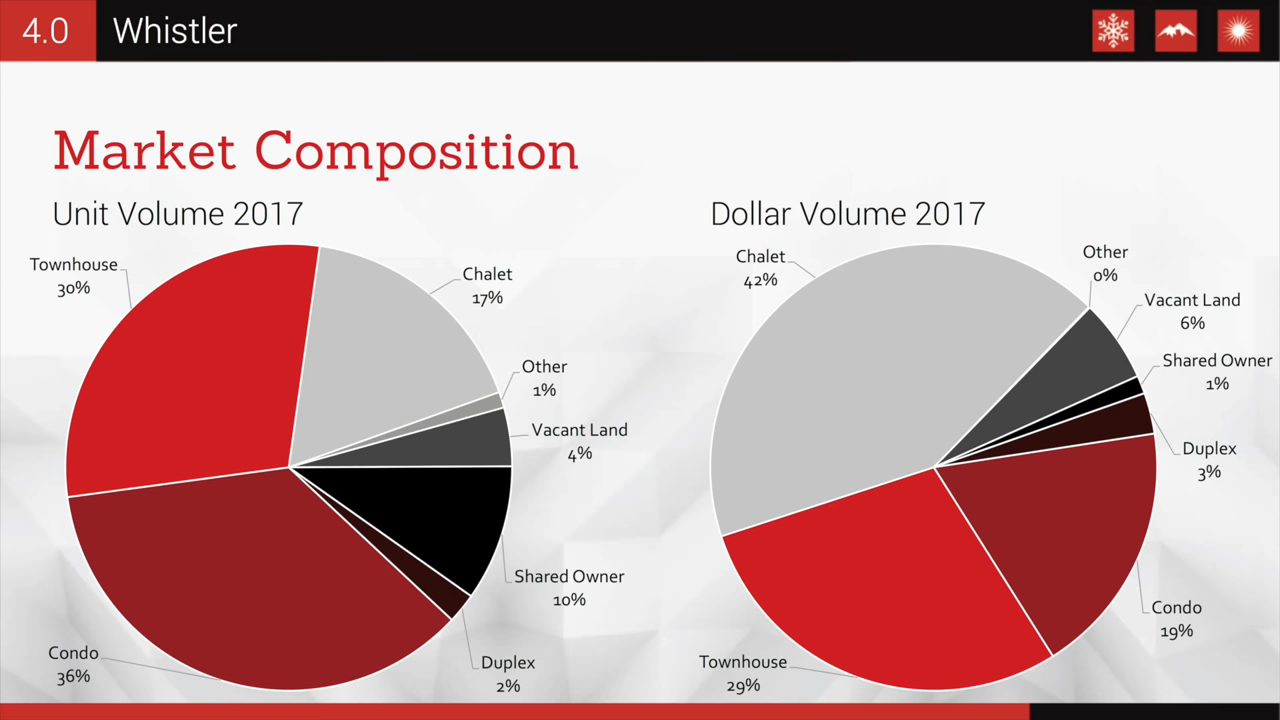 4.0 Whistler
Market Composition
Unit Volume 2017
Townhouse
30%
Chalet
17%
Other
1%
Vacant Land
4%
Shared Owner
10%
Duplex
2%
Condo
36%
Dollar Volume 2017
Chalet
42%
Other
0%
Vacant Land
6%
Shared Owner
1%
Duplex
3%
Condo
19%
Townhouse
29%